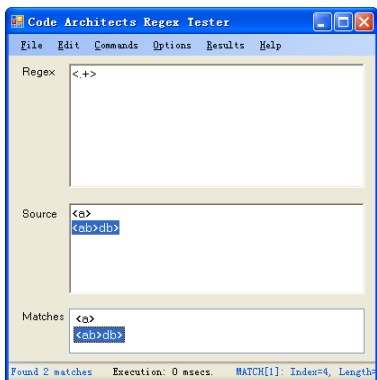 Code Architects Regex Tester
File Edit Commands Options Results Help
Regex
<.+>
Source
<a>
<ab>db>
Matches
<a>
<ab>db>
Found 2 matches Execution: 0 msecs. MATCH[1]: Index=4, Length=